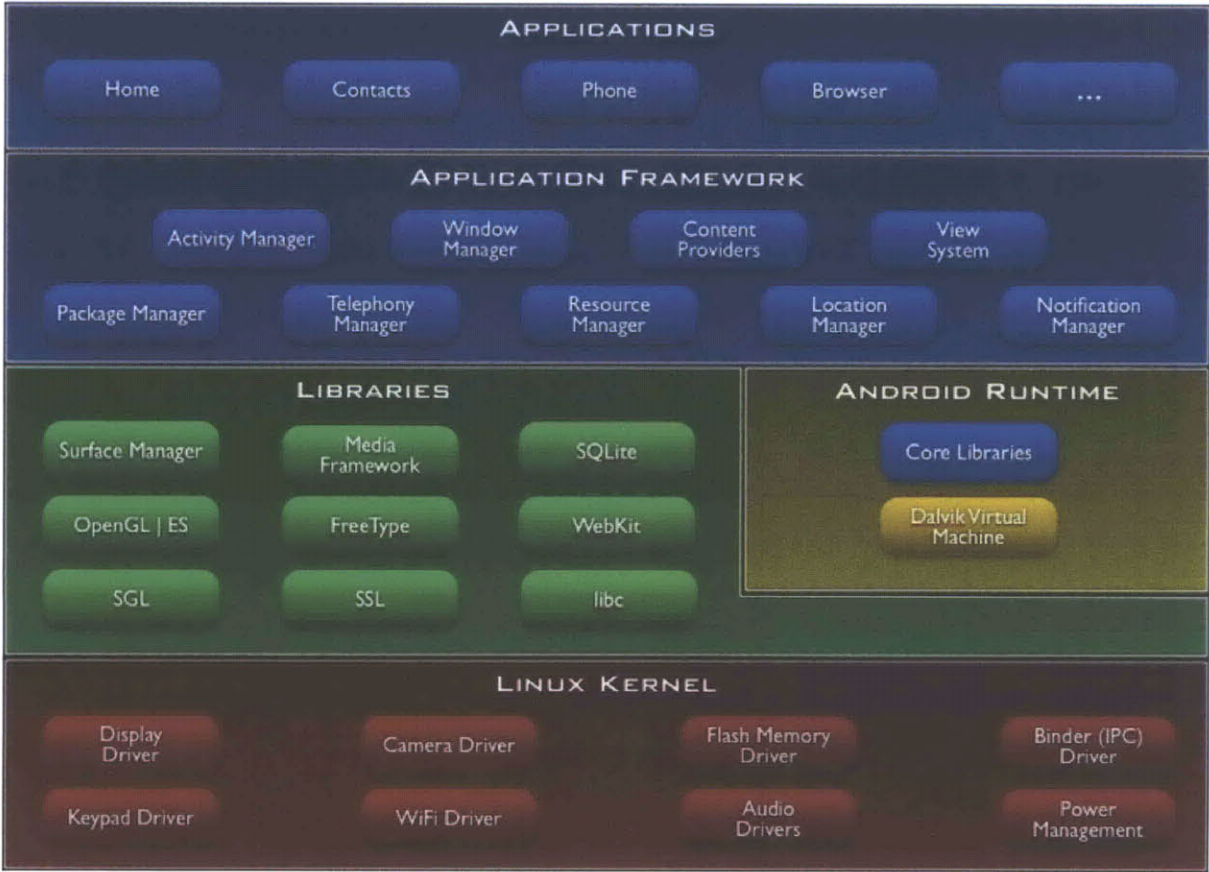 APPLICATIONS
Home
Contacts
Phone
Browser
...
APPLICATION FRAMEWORK
Activity Manager
Window
Manager
Content
Providers
View
System
Package Manager
Telephony
Manager
Resource
Manager
Location
Manager
Notification
Manager
LIBRARIES
Surface Manager
Media
Framework
SQLite
OpenGL | ES
FreeType
WebKit
SGL
SSL
libc
ANDROID RUNTIME
Core Libraries
Dalvik Virtual
Machine
LINUX KERNEL
Display
Driver
Camera Driver
Flash Memory
Driver
Binder (IPC)
Driver
Keypad Driver
WiFi Driver
Audio
Drivers
Power
Management